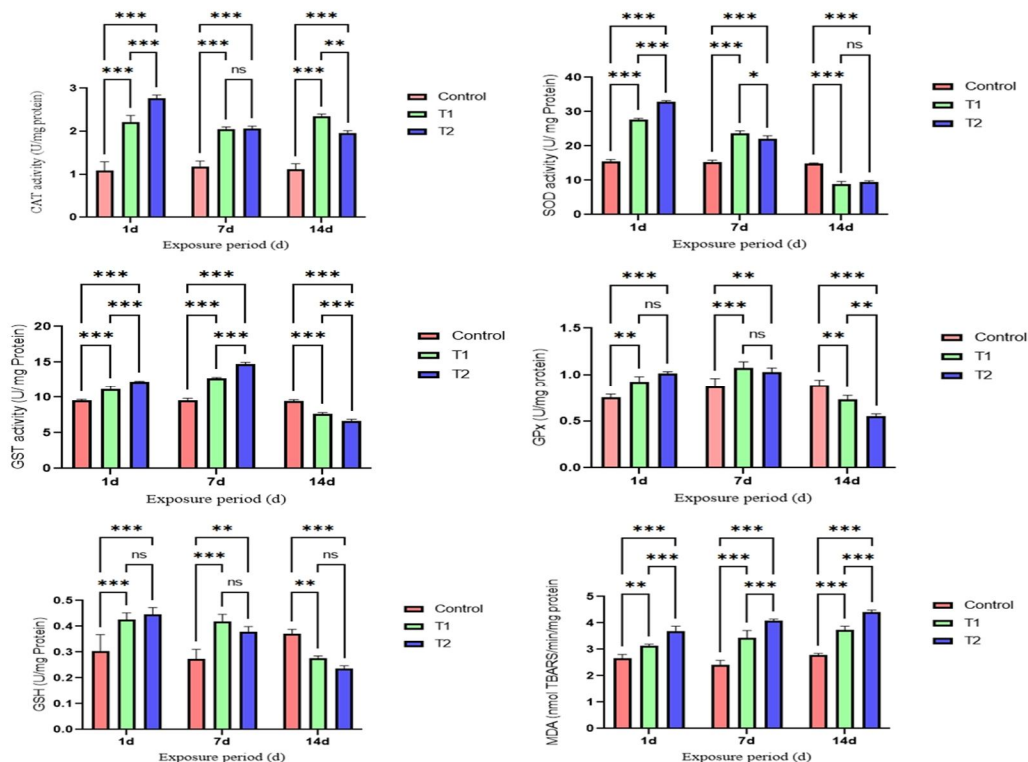 *** *** ***
*** *** **
*** ns ***
CAT activity (U/mg protein)
3
2
1
0
1d 7d 14d
Exposure period (d)
Control
T1
T2
*** *** ***
*** *** ns
*** * ***
SOD activity (U/ mg Protein)
40
30
20
10
0
1d 7d 14d
Exposure period (d)
Control
T1
T2
*** *** ***
*** *** ***
*** *** ***
GST activity (U/ mg Protein)
20
15
10
5
0
1d 7d 14d
Exposure period (d)
Control
T1
T2
*** ** ***
ns *** **
** ns **
GPx (U/mg protein)
1.5
1.0
0.5
0.0
1d 7d 14d
Exposure period (d)
Control
T1
T2
*** ** ***
ns *** ns
*** ns **
GSH (U/mg Protein)
0.5
0.4
0.3
0.2
0.1
0.0
1d 7d 14d
Exposure period (d)
Control
T1
T2
*** *** ***
*** *** ***
** *** ***
MDA (nmol TBARS/min/mg protein)
5
4
3
2
1
0
1d 7d 14d
Exposure period (d)
Control
T1
T2